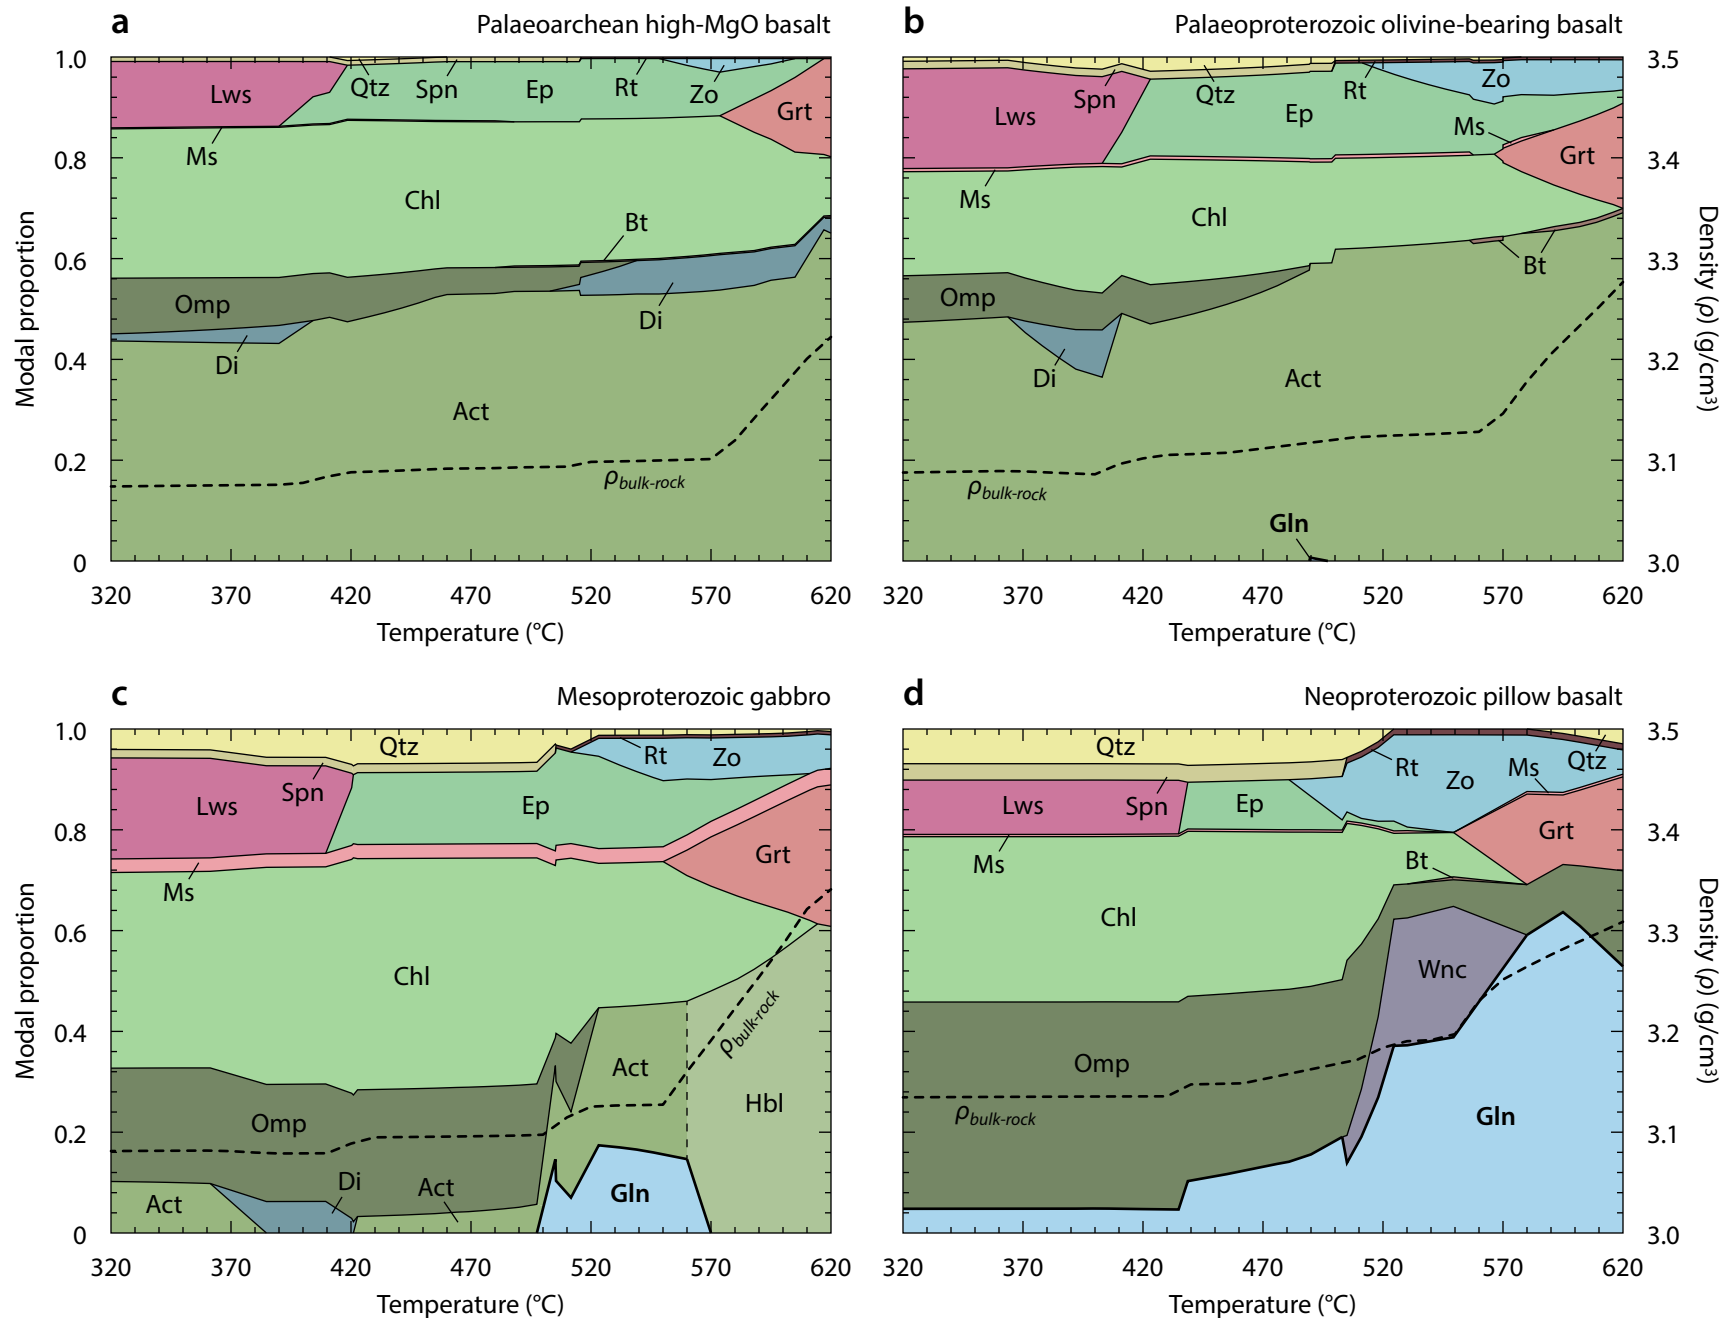 a Palaeoarchean high-MgO basalt
1.0
0.8
0.6
0.4
0.2
0
Modal proportion
Lws
Qtz
Spn
Ep
Rt
Zo
Grt
Ms
Chl
Bt
Omp
Di
Di
Act
ρbulk-rock
320 370 420 470 520 570 620
Temperature (°C)
b Palaeoproterozoic olivine-bearing basalt
Lws
Spn
Qtz
Ep
Rt
Zo
Ms
Grt
Ms
Chl
Bt
Omp
Di
Act
ρbulk-rock
Gln
3.5
3.4
3.3
3.2
3.1
3.0
Density (ρ) (g/cm3)
320 370 420 470 520 570 620
Temperature (°C)
c Mesoproterozoic gabbro
1.0
0.8
0.6
0.4
0.2
0
Modal proportion
Qtz
Rt
Zo
Lws
Spn
Ep
Grt
Ms
Chl
Omp
Act
Di
Act
Act
Hbl
ρbulk-rock
Gln
320 370 420 470 520 570 620
Temperature (°C)
d Neoproterozoic pillow basalt
Qtz
Rt
Zo
Ms
Qtz
Lws
Spn
Ep
Grt
Ms
Bt
Chl
Wnc
Omp
ρbulk-rock
Gln
3.5
3.4
3.3
3.2
3.1
3.0
Density (ρ) (g/cm3)
320 370 420 470 520 570 620
Temperature (°C)